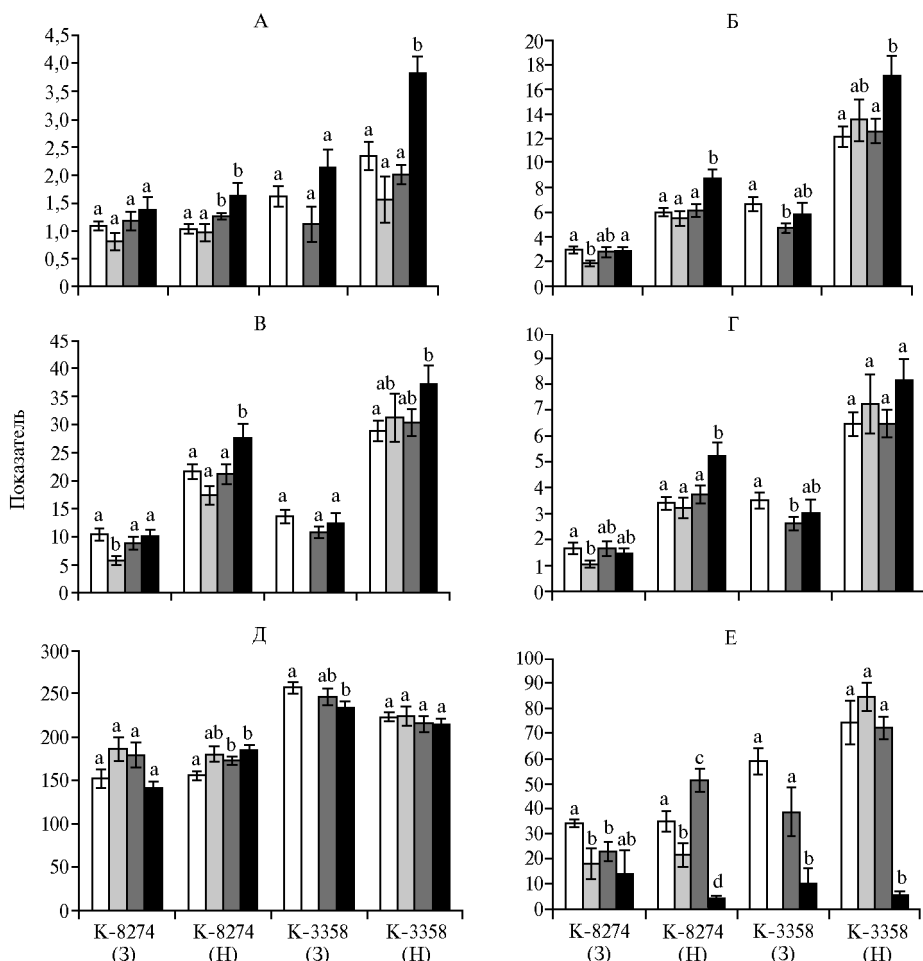 Показатель
А
4,5
4,0
3,5
3,0
2,5
2,0
1,5
1,0
0,5
0
a a a a
a a b b
a a a
a a a b
Б
20
18
16
14
12
10
8
6
4
2
0
a b ab a
a a a b
a b ab
a ab a b
В
45
40
35
30
25
20
15
10
5
0
a b a a
a a a b
a a a
a ab ab b
Г
10
9
8
7
6
5
4
3
2
1
0
a b ab ab
a a a b
a b ab
a a a a
Д
300
250
200
150
100
50
0
a a a a
a ab b b
a ab b
a a a a
К-8274 (З)
К-8274 (Н)
К-3358 (З)
К-3358 (Н)
Е
100
90
80
70
60
50
40
30
20
10
0
a b b ab
a b c d
a a b
a a a b
К-8274 (З)
К-8274 (Н)
К-3358 (З)
К-3358 (Н)